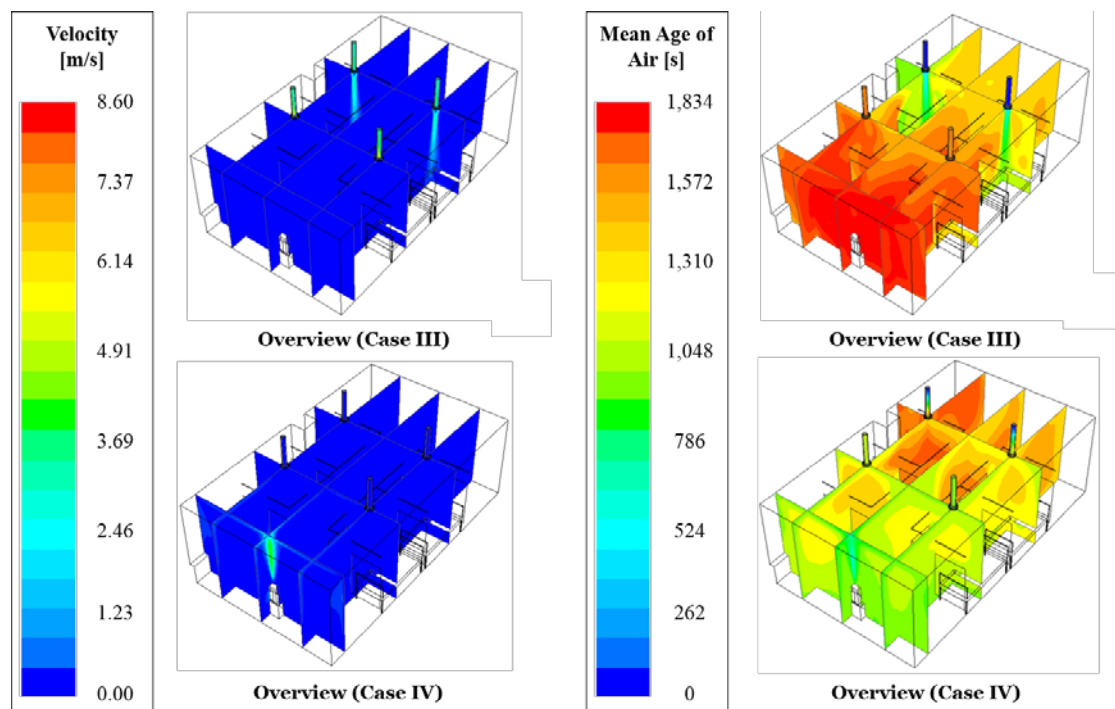 Velocity
[m/s]
8.60
7.37
6.14
4.91
3.69
2.46
1.23
0.00
Overview (Case III)
Overview (Case IV)
Mean Age of
Air [s]
1,834
1,572
1,310
1,048
786
524
262
0
Overview (Case III)
Overview (Case IV)